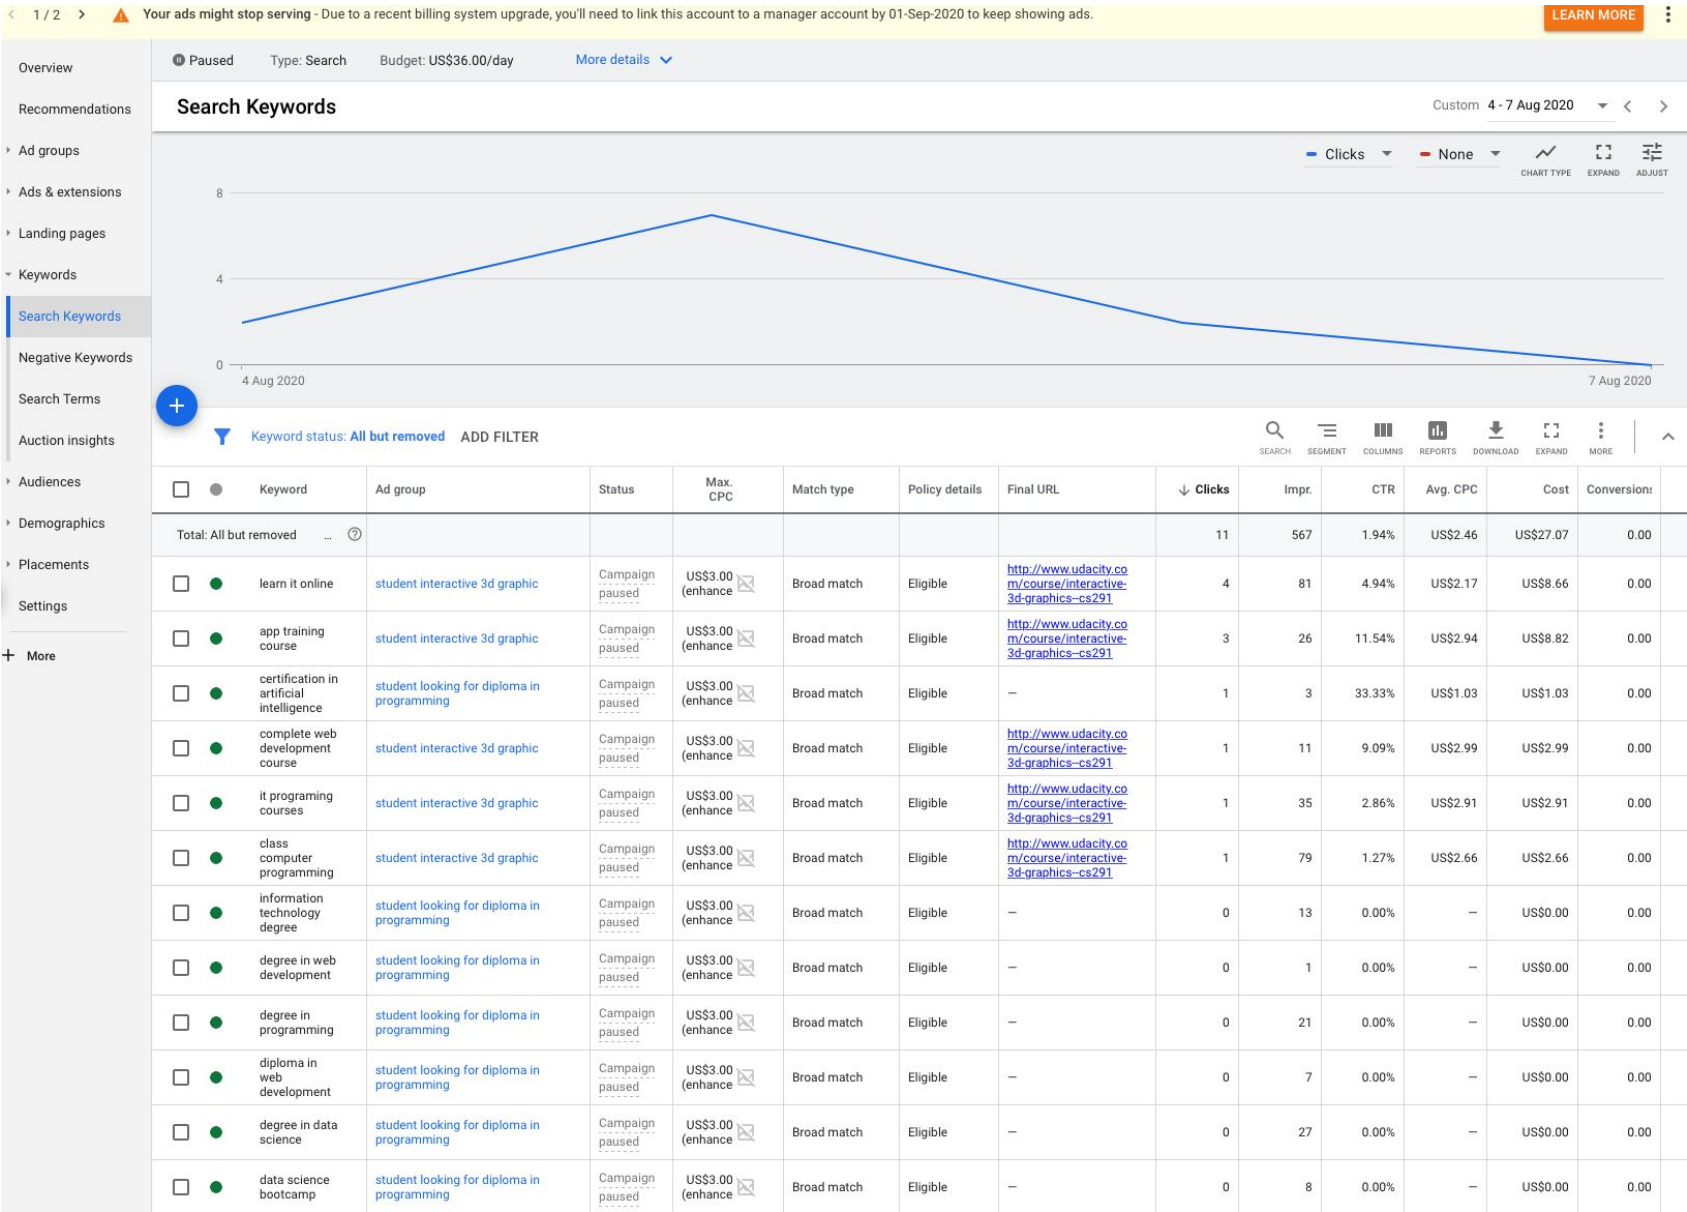 1 / 2
Your ads might stop serving - Due to a recent billing system upgrade, you'll need to link this account to a manager account by 01-Sep-2020 to keep showing ads.
LEARN MORE
Overview
Recommendations
Ad groups
Ads & extensions
Landing pages
Keywords
Search Keywords
Negative Keywords
Search Terms
Auction insights
Audiences
Demographics
Placements
Settings
+ More
Paused Type: Search Budget: US$36.00/day More details
Search Keywords
Custom 4 - 7 Aug 2020
Clicks None
CHART TYPE EXPAND ADJUST
8
4
0
4 Aug 2020 7 Aug 2020
Keyword status: All but removed ADD FILTER
SEARCH SEGMENT COLUMNS REPORTS DOWNLOAD EXPAND MORE
Keyword Ad group Status Max. CPC Match type Policy details Final URL Clicks Impr. CTR Avg. CPC Cost Conversions
Total: All but removed ... 11 567 1.94% US$2.46 US$27.07 0.00
learn it online student interactive 3d graphic Campaign paused US$3.00 (enhance Broad match Eligible http://www.udacity.com/course/interactive-3d-graphics--cs291 4 81 4.94% US$2.17 US$8.66 0.00
app training course student interactive 3d graphic Campaign paused US$3.00 (enhance Broad match Eligible http://www.udacity.com/course/interactive-3d-graphics--cs291 3 26 11.54% US$2.94 US$8.82 0.00
certification in artificial intelligence student looking for diploma in programming Campaign paused US$3.00 (enhance Broad match Eligible — 1 3 33.33% US$1.03 US$1.03 0.00
complete web development course student interactive 3d graphic Campaign paused US$3.00 (enhance Broad match Eligible http://www.udacity.com/course/interactive-3d-graphics--cs291 1 11 9.09% US$2.99 US$2.99 0.00
it programing courses student interactive 3d graphic Campaign paused US$3.00 (enhance Broad match Eligible http://www.udacity.com/course/interactive-3d-graphics--cs291 1 35 2.86% US$2.91 US$2.91 0.00
class computer programming student interactive 3d graphic Campaign paused US$3.00 (enhance Broad match Eligible http://www.udacity.com/course/interactive-3d-graphics--cs291 1 79 1.27% US$2.66 US$2.66 0.00
information technology degree student looking for diploma in programming Campaign paused US$3.00 (enhance Broad match Eligible — 0 13 0.00% — US$0.00 0.00
degree in web development student looking for diploma in programming Campaign paused US$3.00 (enhance Broad match Eligible — 0 1 0.00% — US$0.00 0.00
degree in programming student looking for diploma in programming Campaign paused US$3.00 (enhance Broad match Eligible — 0 21 0.00% — US$0.00 0.00
diploma in web development student looking for diploma in programming Campaign paused US$3.00 (enhance Broad match Eligible — 0 7 0.00% — US$0.00 0.00
degree in data science student looking for diploma in programming Campaign paused US$3.00 (enhance Broad match Eligible — 0 27 0.00% — US$0.00 0.00
data science bootcamp student looking for diploma in programming Campaign paused US$3.00 (enhance Broad match Eligible — 0 8 0.00% — US$0.00 0.00